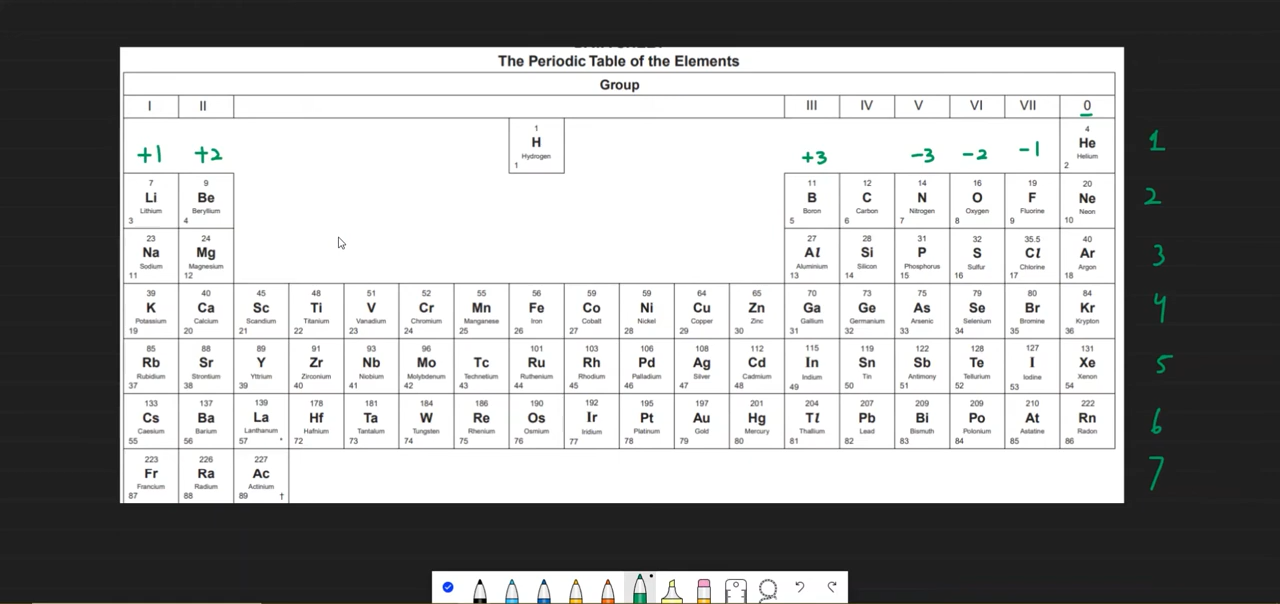 The Periodic Table of the Elements
Group
I II III IV V VI VII 0
1 4
H He
Hydrogen Helium
1 2
+1 +2 +3 -3 -2 -1 1
7 9 11 12 14 16 19 20
Li Be B C N O F Ne 2
Lithium Beryllium Boron Carbon Nitrogen Oxygen Fluorine Neon
3 4 5 6 7 8 9 10
23 24 27 28 31 32 35.5 40
Na Mg Al Si P S Cl Ar 3
Sodium Magnesium Aluminium Silicon Phosphorus Sulfur Chlorine Argon
11 12 13 14 15 16 17 18
39 40 45 48 51 52 55 56 59 59 64 65 70 73 75 79 80 84
K Ca Sc Ti V Cr Mn Fe Co Ni Cu Zn Ga Ge As Se Br Kr 4
Potassium Calcium Scandium Titanium Vanadium Chromium Manganese Iron Cobalt Nickel Copper Zinc Gallium Germanium Arsenic Selenium Bromine Krypton
19 20 21 22 23 24 25 26 27 28 29 30 31 32 33 34 35 36
85 88 89 91 93 96 101 103 106 108 112 115 119 122 128 127 131
Rb Sr Y Zr Nb Mo Tc Ru Rh Pd Ag Cd In Sn Sb Te I Xe 5
Rubidium Strontium Yttrium Zirconium Niobium Molybdenum Technetium Ruthenium Rhodium Palladium Silver Cadmium Indium Tin Antimony Tellurium Iodine Xenon
37 38 39 40 41 42 43 44 45 46 47 48 49 50 51 52 53 54
133 137 139 178 181 184 186 190 192 195 197 201 204 207 209 209 210 222
Cs Ba La Hf Ta W Re Os Ir Pt Au Hg Tl Pb Bi Po At Rn 6
Caesium Barium Lanthanum Hafnium Tantalum Tungsten Rhenium Osmium Iridium Platinum Gold Mercury Thallium Lead Bismuth Polonium Astatine Radon
55 56 57 * 72 73 74 75 76 77 78 79 80 81 82 83 84 85 86
223 226 227
Fr Ra Ac 7
Francium Radium Actinium
87 88 89 †